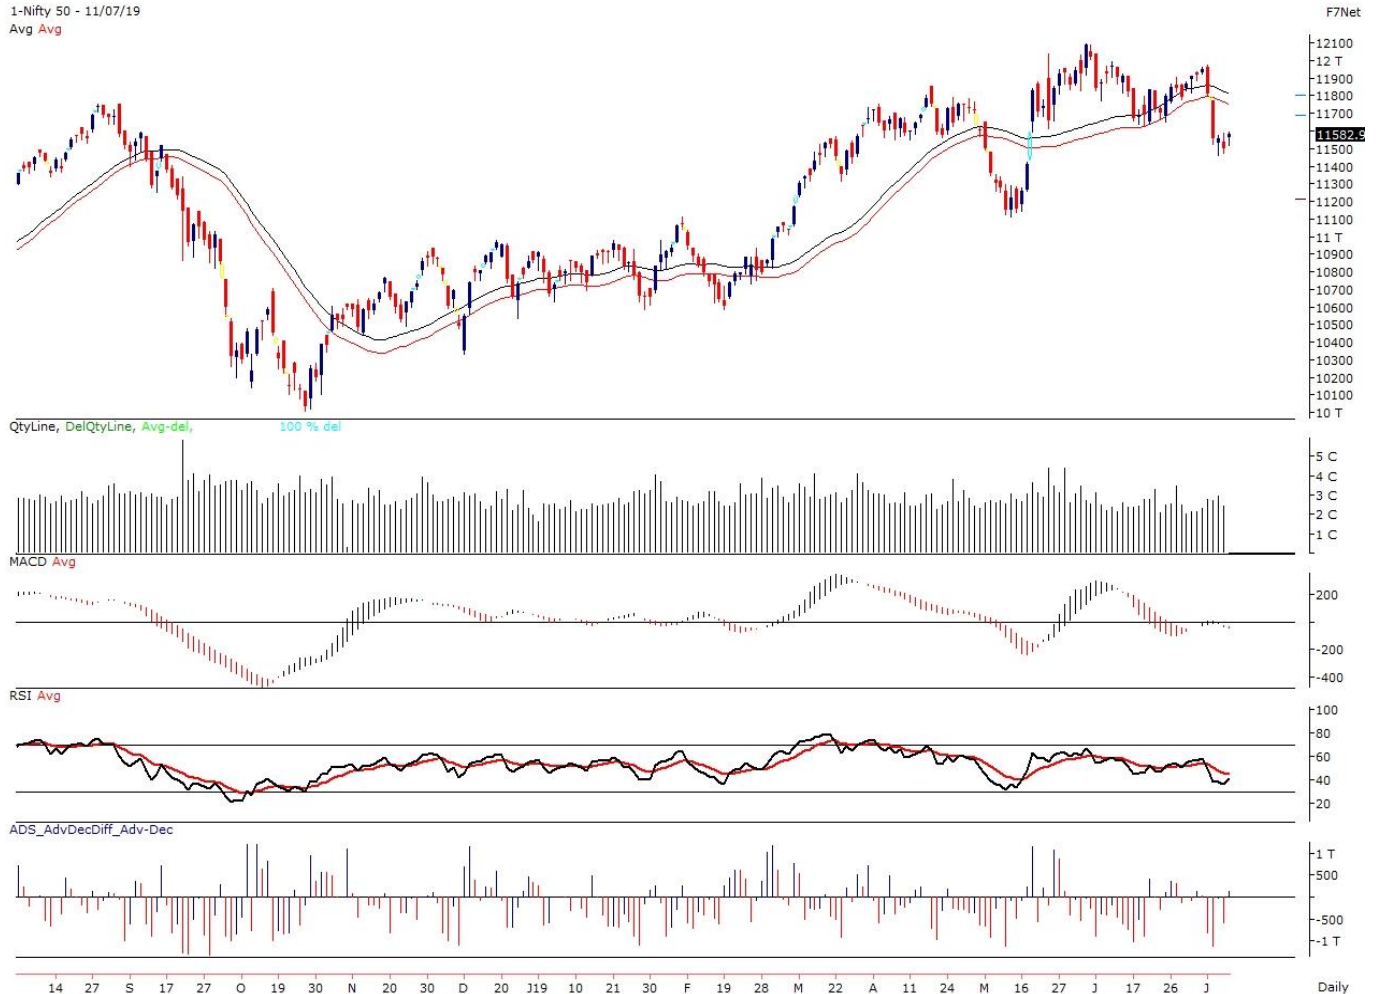 1-Nifty 50 - 11/07/19
F7Net
Avg Avg
12100
12 T
11900
11800
11700
11582.9
11500
11400
11300
11200
11100
11 T
10900
10800
10700
10600
10500
10400
10300
10200
10100
10 T
QtyLine, DelQtyLine, Avg-del, 100 % del
5 C
4 C
3 C
2 C
1 C
MACD Avg
200
-200
-400
RSI Avg
100
80
60
40
20
ADS_AdvDecDiff_Adv-Dec
1 T
500
-500
-1 T
14 27 S 17 27 O 19 30 N 20 30 D 20 J19 10 21 30 F 19 28 M 22 A 11 24 M 16 27 J 17 26 J Daily